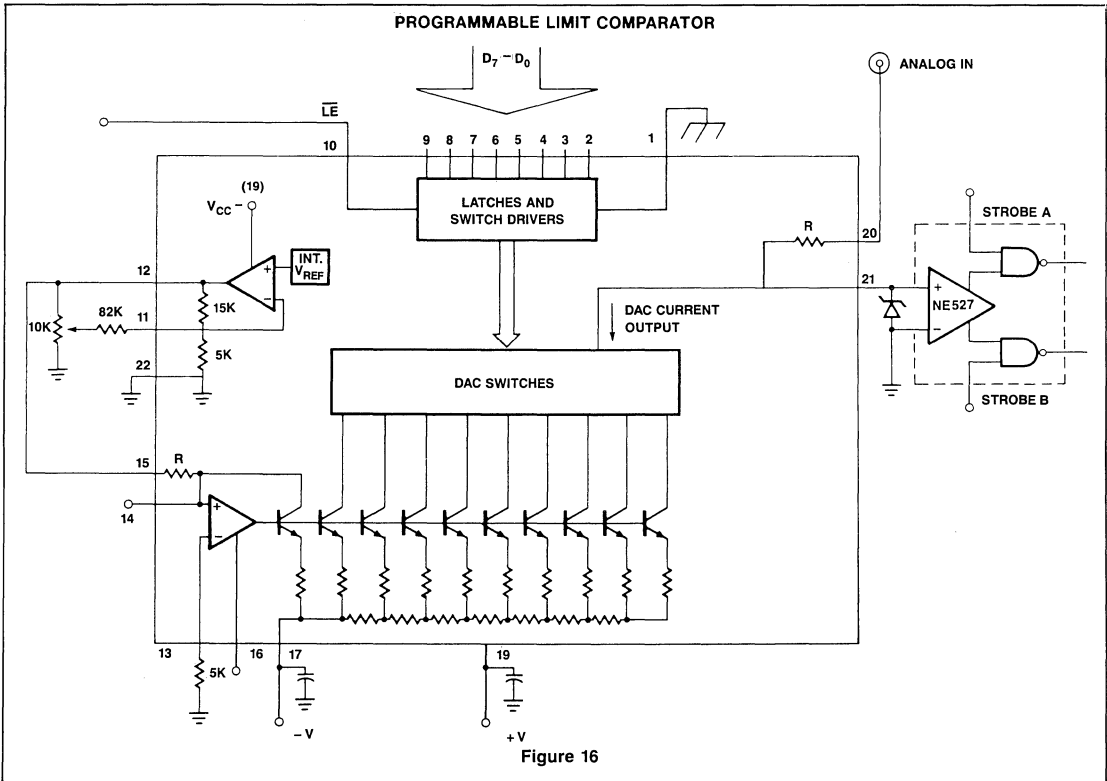 PROGRAMMABLE LIMIT COMPARATOR
D7 – D0
ANALOG IN
LE
10
9 8 7 6 5 4 3 2
1
(19)
VCC –
LATCHES AND
SWITCH DRIVERS
R
20
STROBE A
INT.
VREF
12
15K
21
82K
11
10K
DAC CURRENT
OUTPUT
NE527
5K
22
DAC SWITCHES
STROBE B
15
R
14
13
16
17
19
5K
– V
+ V
Figure 16